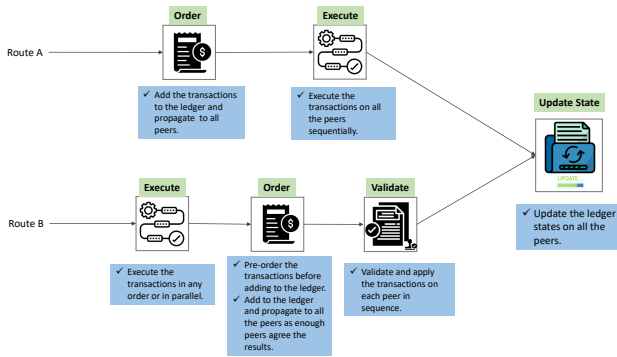 Order
Execute
Route A
✓ Add the transactions
to the ledger and
propagate to all
peers.
✓ Execute the
transactions on all
the peers
sequentially.
Update State
UPDATE
✓ Update the ledger
states on all the
peers.
Execute
Order
Validate
Route B
✓ Execute the
transactions in any
order or in parallel.
✓ Pre-order the
transactions before
adding to the ledger.
✓ Add to the ledger
and propagate to all
the peers as enough
peers agree the
results.
✓ Validate and apply
the transactions on
each peer in
sequence.